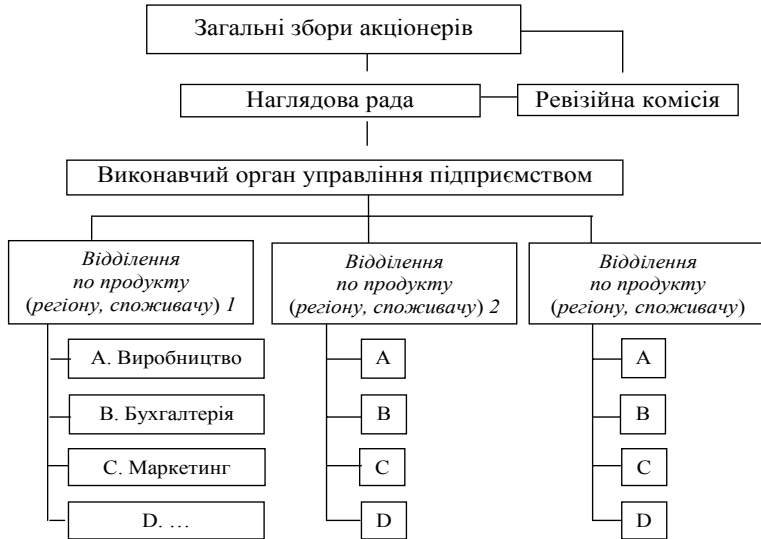 Загальні збори акціонерів
Наглядова рада
Ревізійна комісія
Виконавчий орган управління підприємством
Відділення
по продукту
(регіону, споживачу) 1
Відділення
по продукту
(регіону, споживачу) 2
Відділення
по продукту
(регіону, споживачу)
А. Виробництво
В. Бухгалтерія
С. Маркетинг
D. …
А
В
С
D
А
В
С
D